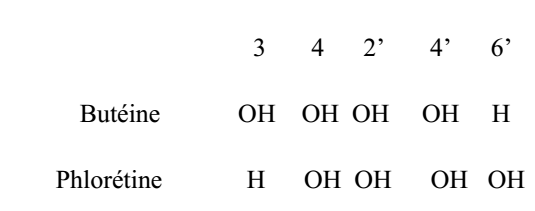 3 4 2’ 4’ 6’
Butéine OH OH OH OH H
Phlorétine H OH OH OH OH